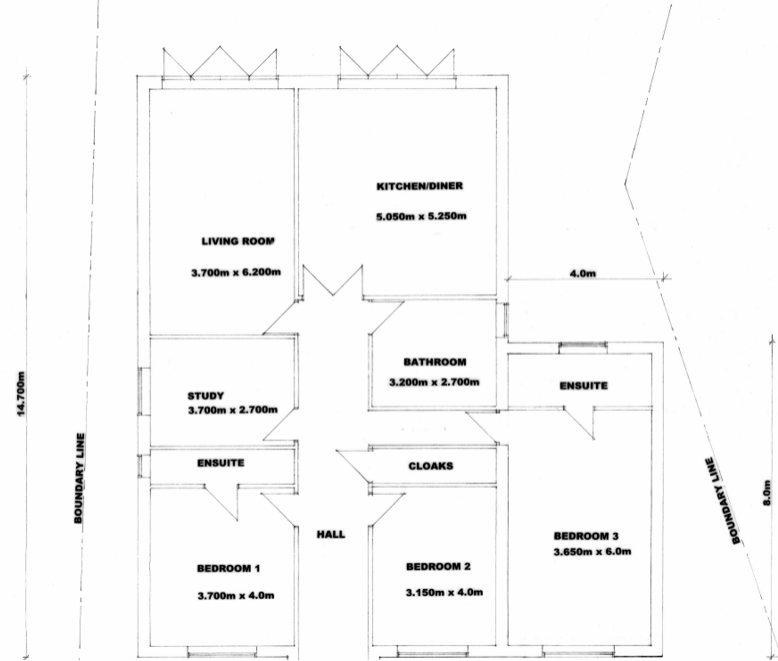 KITCHEN/DINER
5.050m x 5.250m
LIVING ROOM
3.700m x 6.200m
4.0m
BATHROOM
3.200m x 2.700m
ENSUITE
STUDY
3.700m x 2.700m
14.700m
BOUNDARY LINE
ENSUITE
CLOAKS
BOUNDARY LINE
8.0m
HALL
BEDROOM 3
3.650m x 6.0m
BEDROOM 1
3.700m x 4.0m
BEDROOM 2
3.150m x 4.0m